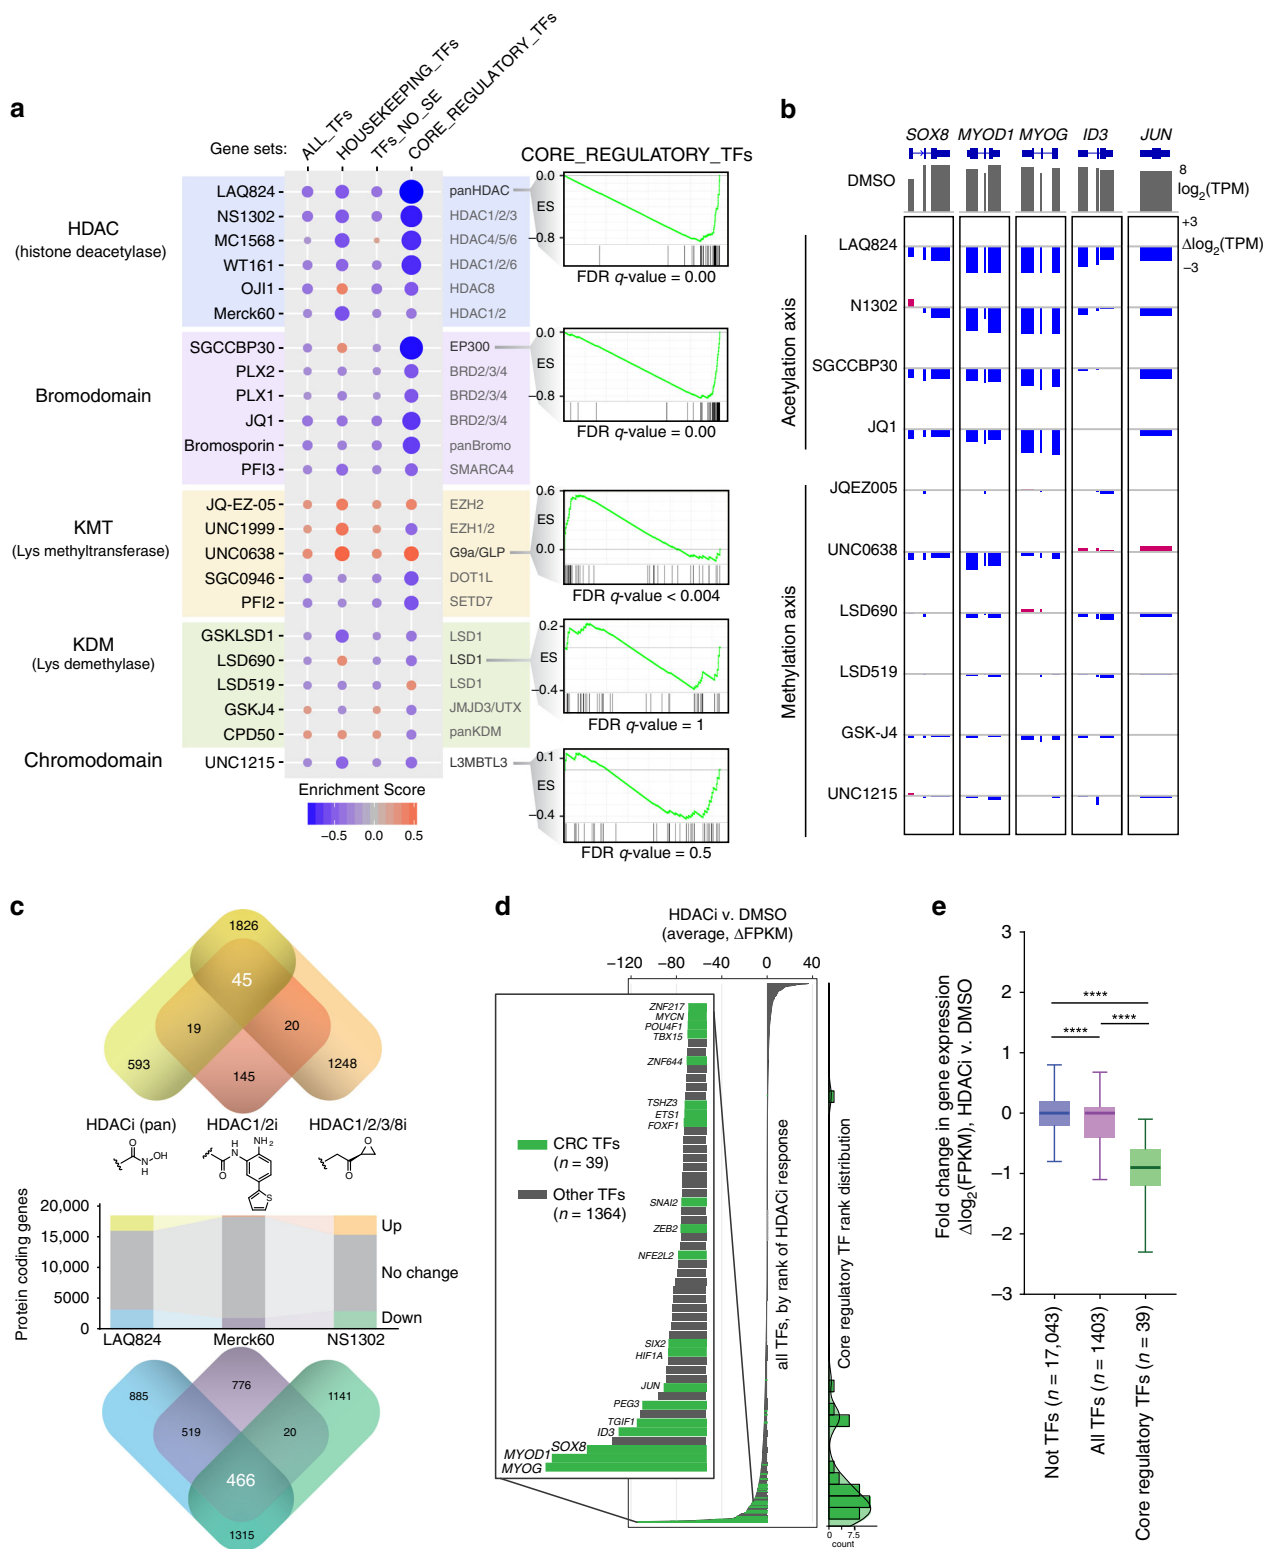 a
Gene sets:
ALL_TFs
HOUSEKEEPING_TFs
TFs_NO_SE
CORE_REGULATORY_TFs
CORE_REGULATORY_TFs
HDAC
(histone deacetylase)
LAQ824 panHDAC
NS1302 HDAC1/2/3
MC1568 HDAC4/5/6
WT161 HDAC1/2/6
OJI1 HDAC8
Merck60 HDAC1/2
0.0
ES
−0.8
FDR q-value = 0.00
Bromodomain
SGCCBP30 EP300
PLX2 BRD2/3/4
PLX1 BRD2/3/4
JQ1 BRD2/3/4
Bromosporin panBromo
PFI3 SMARCA4
0.0
ES
−0.8
FDR q-value = 0.00
KMT
(Lys methyltransferase)
JQ-EZ-05 EZH2
UNC1999 EZH1/2
UNC0638 G9a/GLP
SGC0946 DOT1L
PFI2 SETD7
0.6
ES
0.0
FDR q-value < 0.004
KDM
(Lys demethylase)
GSKLSD1 LSD1
LSD690 LSD1
LSD519 LSD1
GSKJ4 JMJD3/UTX
CPD50 panKDM
0.2
ES
−0.4
FDR q-value = 1
Chromodomain
UNC1215 L3MBTL3
0.1
ES
−0.4
FDR q-value = 0.5
Enrichment Score
−0.5 0.0 0.5
b
SOX8 MYOD1 MYOG ID3 JUN
DMSO
8
log2(TPM)
+3
Δlog2(TPM)
−3
Acetylation axis
LAQ824
N1302
SGCCBP30
JQ1
Methylation axis
JQEZ005
UNC0638
LSD690
LSD519
GSK-J4
UNC1215
c
1826
45
19
20
593
1248
145
HDACi (pan) HDAC1/2i HDAC1/2/3/8i
O
N
H
OH
O
H
N
NH2
S
O
O
Protein coding genes
20,000
15,000
10,000
5000
0
Up
No change
Down
LAQ824 Merck60 NS1302
885
776
1141
519
20
466
1315
d
HDACi v. DMSO
(average, ΔFPKM)
−120 −80 −40 0 40
ZNF217
MYCN
POU4F1
TBX15
ZNF644
TSHZ3
ETS1
FOXF1
SNAI2
ZEB2
NFE2L2
SIX2
HIF1A
JUN
PEG3
TGIF1
ID3
SOX8
MYOD1
MYOG
CRC TFs
(n = 39)
Other TFs
(n = 1364)
all TFs, by rank of HDACi response
Core regulatory TF rank distribution
0 7.5
count
e
Fold change in gene expression
Δlog2(FPKM), HDACi v. DMSO
3
2
1
0
−1
−2
−3
****
****
****
Not TFs (n = 17,043)
All TFs (n = 1403)
Core regulatory TFs (n = 39)